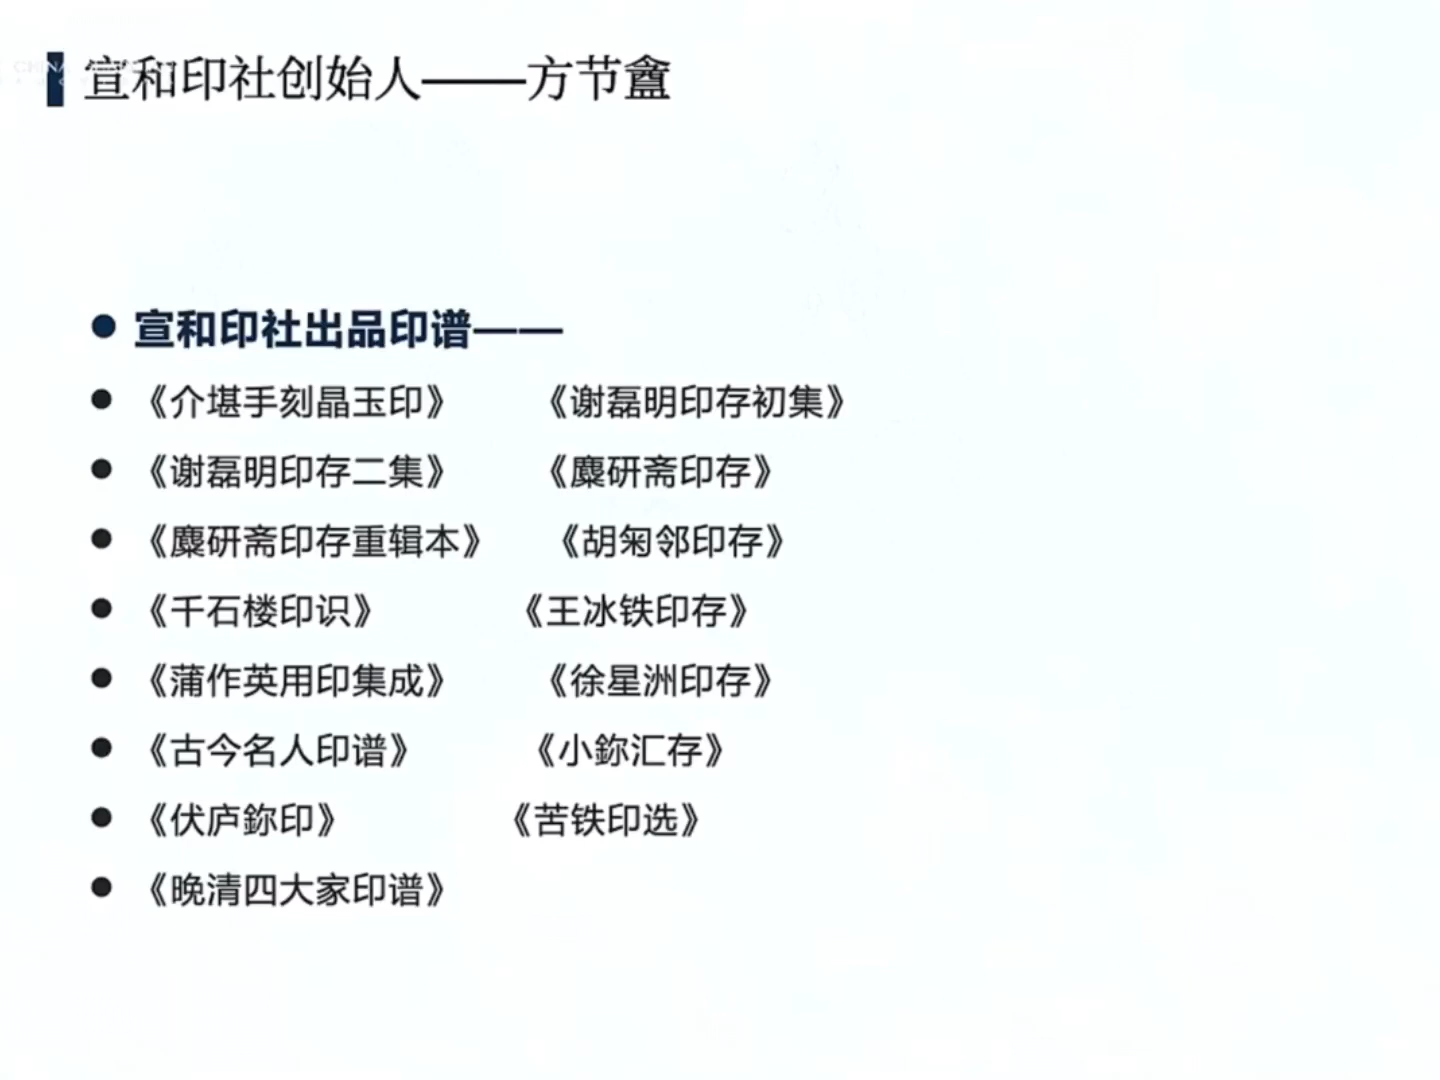 宣和印社创始人——方节盦
● 宣和印社出品印谱——
● 《介堪手刻晶玉印》 《谢磊明印存初集》
● 《谢磊明印存二集》 《麋研斋印存》
● 《麋研斋印存重辑本》 《胡匊邻印存》
● 《千石楼印识》 《王冰铁印存》
● 《蒲作英用印集成》 《徐星洲印存》
● 《古今名人印谱》 《小鉨汇存》
● 《伏庐鉨印》 《苦铁印选》
● 《晚清四大家印谱》